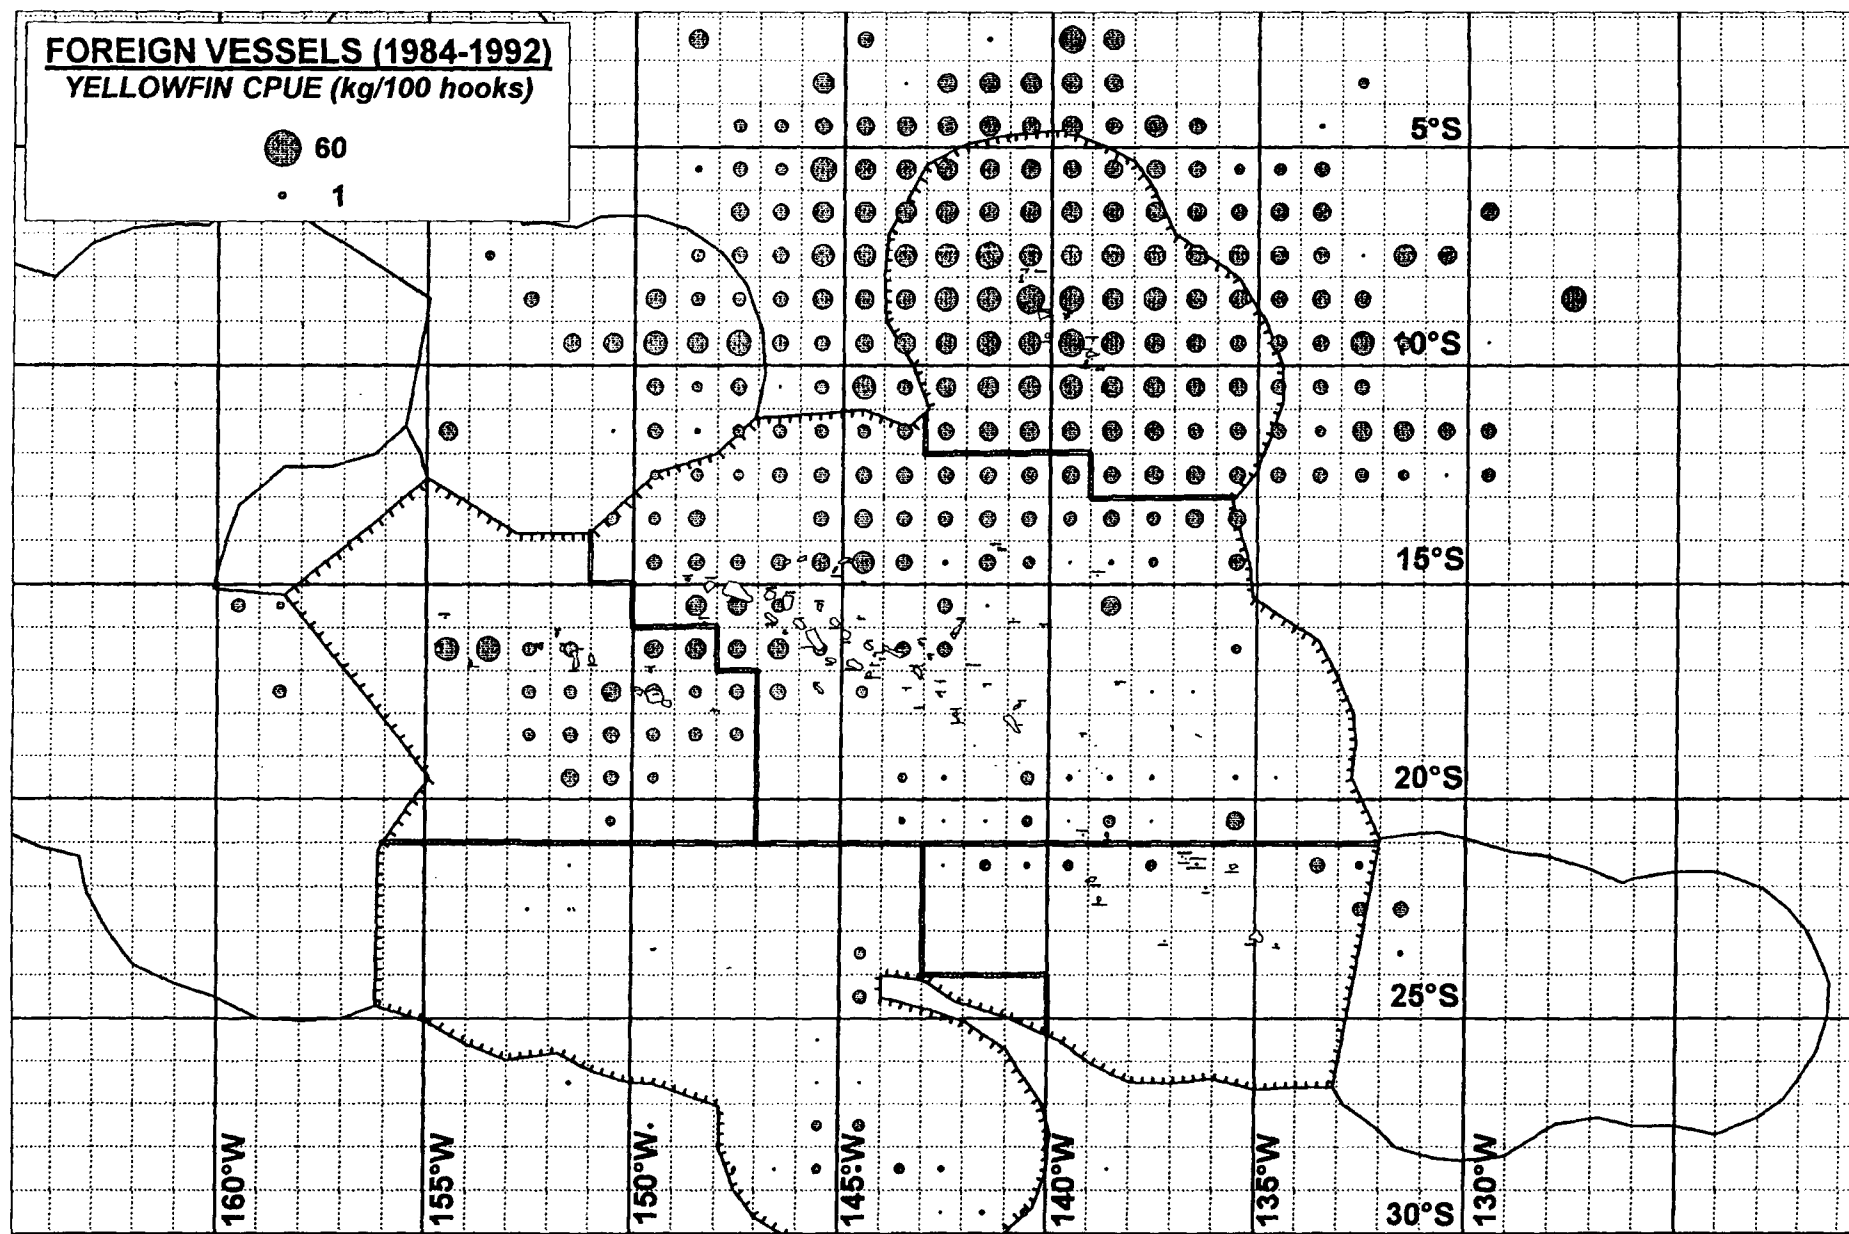 FOREIGN VESSELS (1984-1992)
YELLOWFIN CPUE (kg/100 hooks)
60
1
5°S
10°S
15°S
20°S
25°S
30°S
160°W
155°W
150°W
145°W
140°W
135°W
130°W